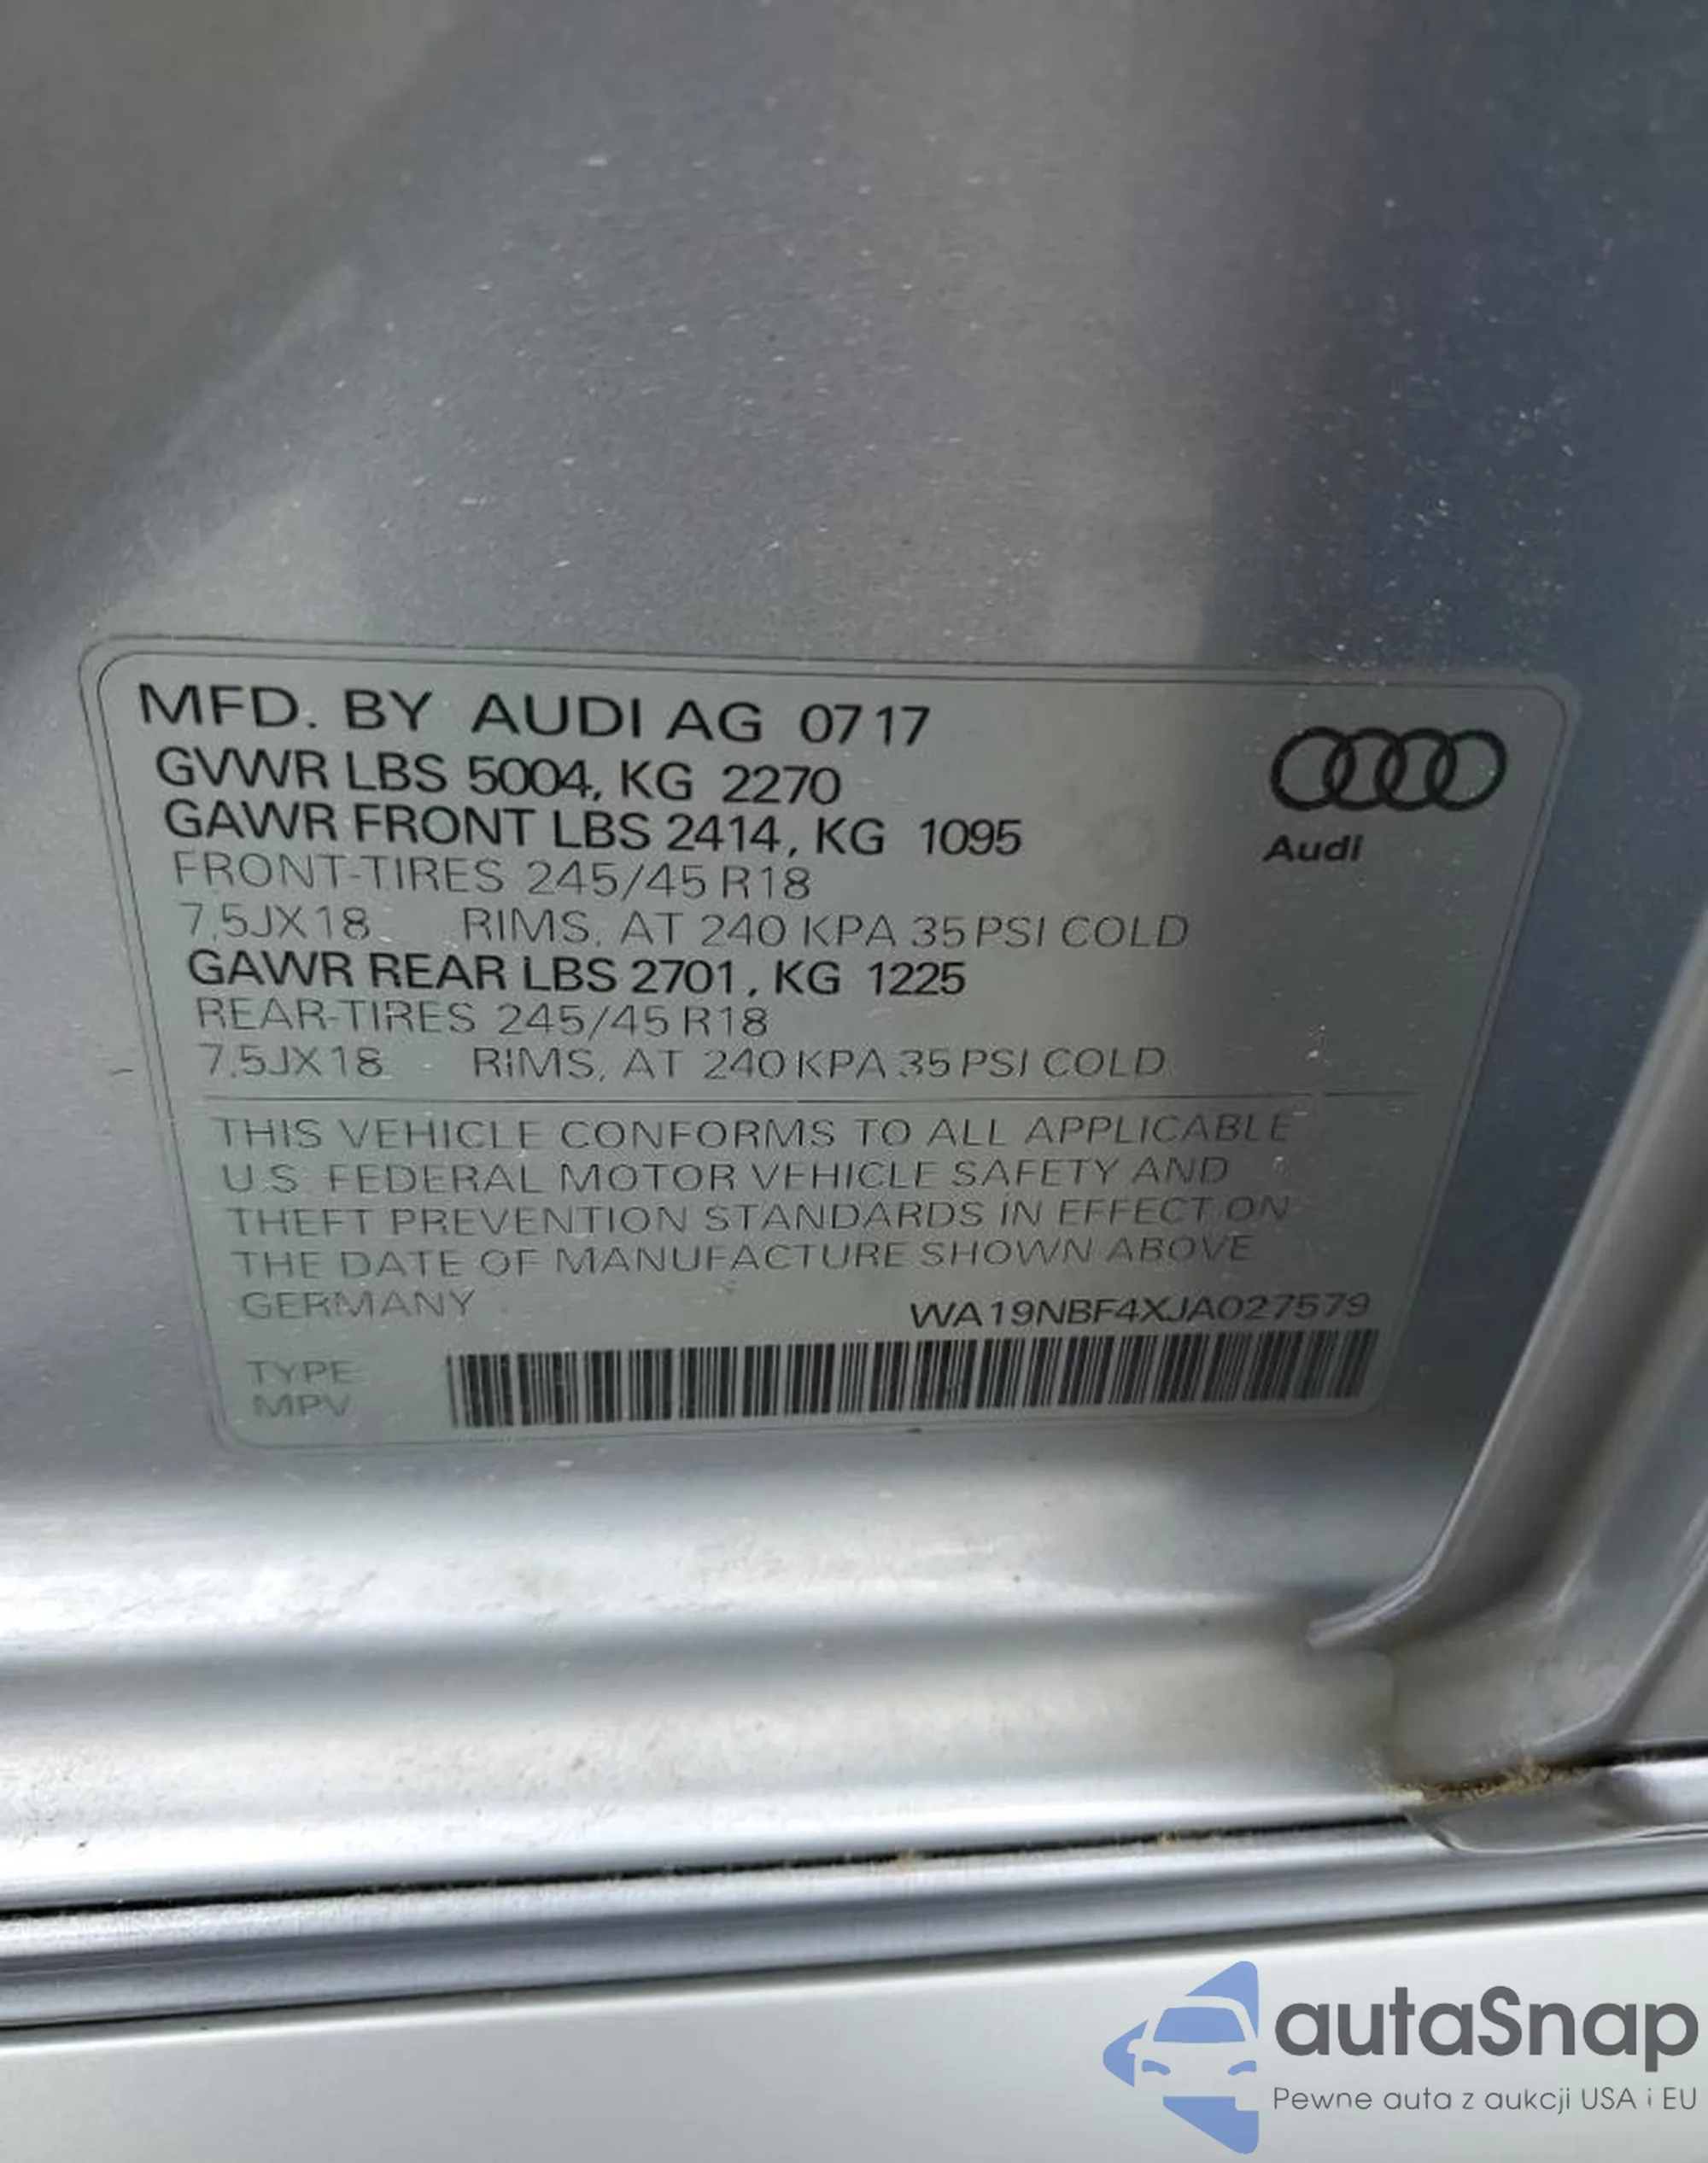 MFD. BY AUDI AG 07 17
GVWR LBS 5004, KG 2270
GAWR FRONT LBS 2414, KG 1095
FRONT-TIRES 245/45 R18
7,5JX18 RIMS, AT 240 KPA 35 PSI COLD
GAWR REAR LBS 2701, KG 1225
REAR-TIRES 245/45 R18
7,5JX18 RIMS, AT 240 KPA 35 PSI COLD
Audi
THIS VEHICLE CONFORMS TO ALL APPLICABLE
U.S. FEDERAL MOTOR VEHICLE SAFETY AND
THEFT PREVENTION STANDARDS IN EFFECT ON
THE DATE OF MANUFACTURE SHOWN ABOVE
GERMANY WA19NBF4XJA027579
TYPE
MPV
autaSnap
Pewne auta z aukcji USA i EU